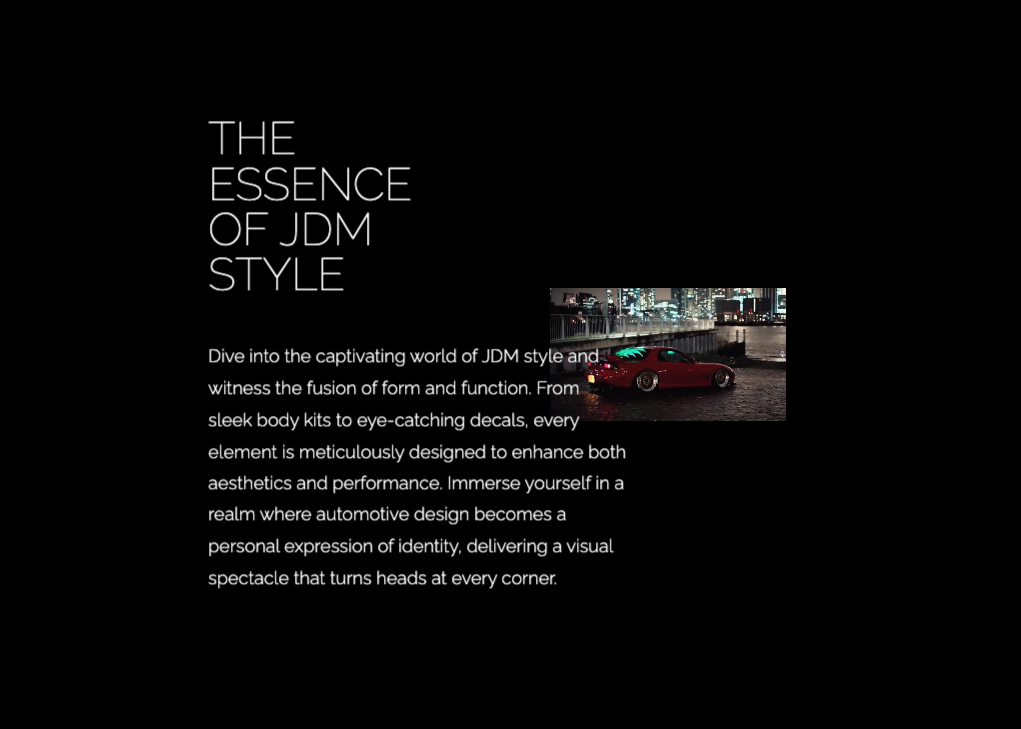 THE
ESSENCE
OF JDM
STYLE
Dive into the captivating world of JDM style and
witness the fusion of form and function. From
sleek body kits to eye-catching decals, every
element is meticulously designed to enhance both
aesthetics and performance. Immerse yourself in a
realm where automotive design becomes a
personal expression of identity, delivering a visual
spectacle that turns heads at every corner.